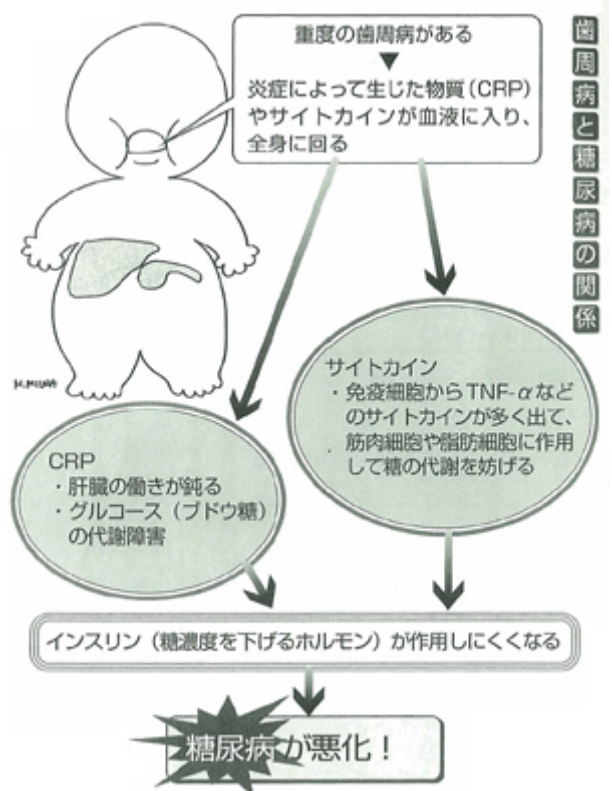 歯周病と糖尿病の関係
重度の歯周病がある
▼
炎症によって生じた物質(CRP)
やサイトカインが血液に入り、
全身に回る
サイトカイン
・免疫細胞からTNF-αなど
のサイトカインが多く出て、
筋肉細胞や脂肪細胞に作用
して糖の代謝を妨げる
CRP
・肝臓の働きが鈍る
・グルコース（ブドウ糖）
の代謝障害
インスリン（糖濃度を下げるホルモン）が作用しにくくなる
糖尿病が悪化！